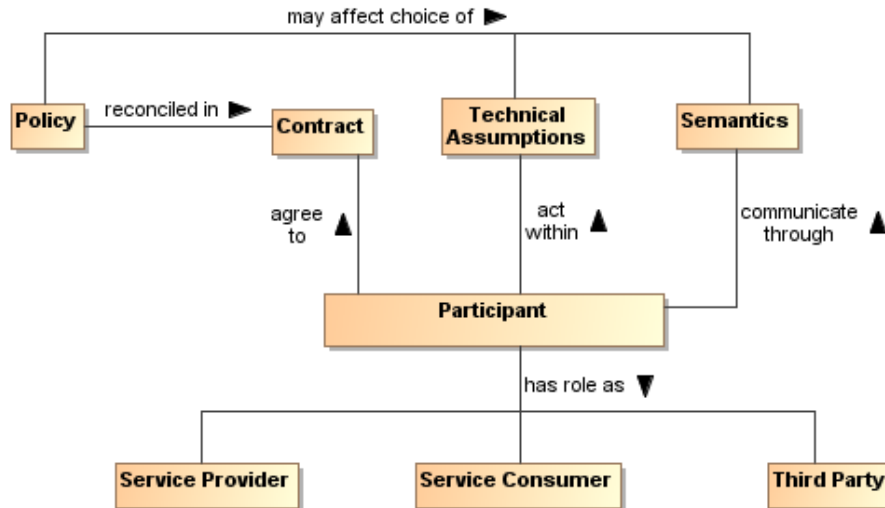 may affect choice of
Policy
reconciled in
Contract
Technical
Assumptions
Semantics
agree
to
act
within
communicate
through
Participant
has role as
Service Provider
Service Consumer
Third Party